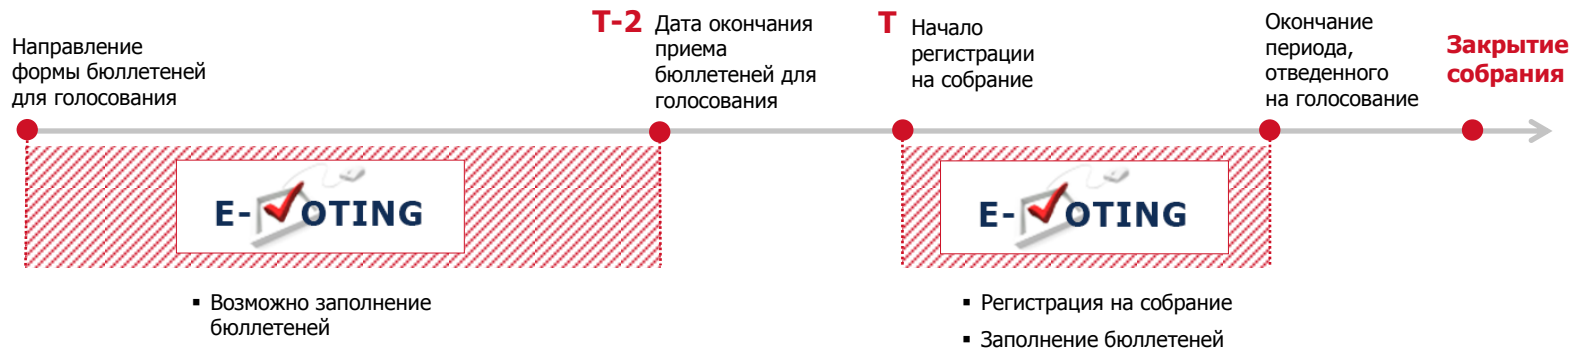 Направление
формы бюллетеней
для голосования
T-2
Дата окончания
приема
бюллетеней для
голосования
T
Начало
регистрации
на собрание
Окончание
периода,
отведенного
на голосование
Закрытие
собрания
E-VOTING
E-VOTING
▪ Возможно заполнение
бюллетеней
▪ Регистрация на собрание
▪ Заполнение бюллетеней